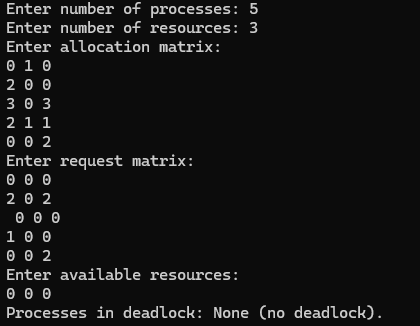 Enter number of processes: 5
Enter number of resources: 3
Enter allocation matrix:
0 1 0
2 0 0
3 0 3
2 1 1
0 0 2
Enter request matrix:
0 0 0
2 0 2
 0 0 0
1 0 0
0 0 2
Enter available resources:
0 0 0
Processes in deadlock: None (no deadlock).